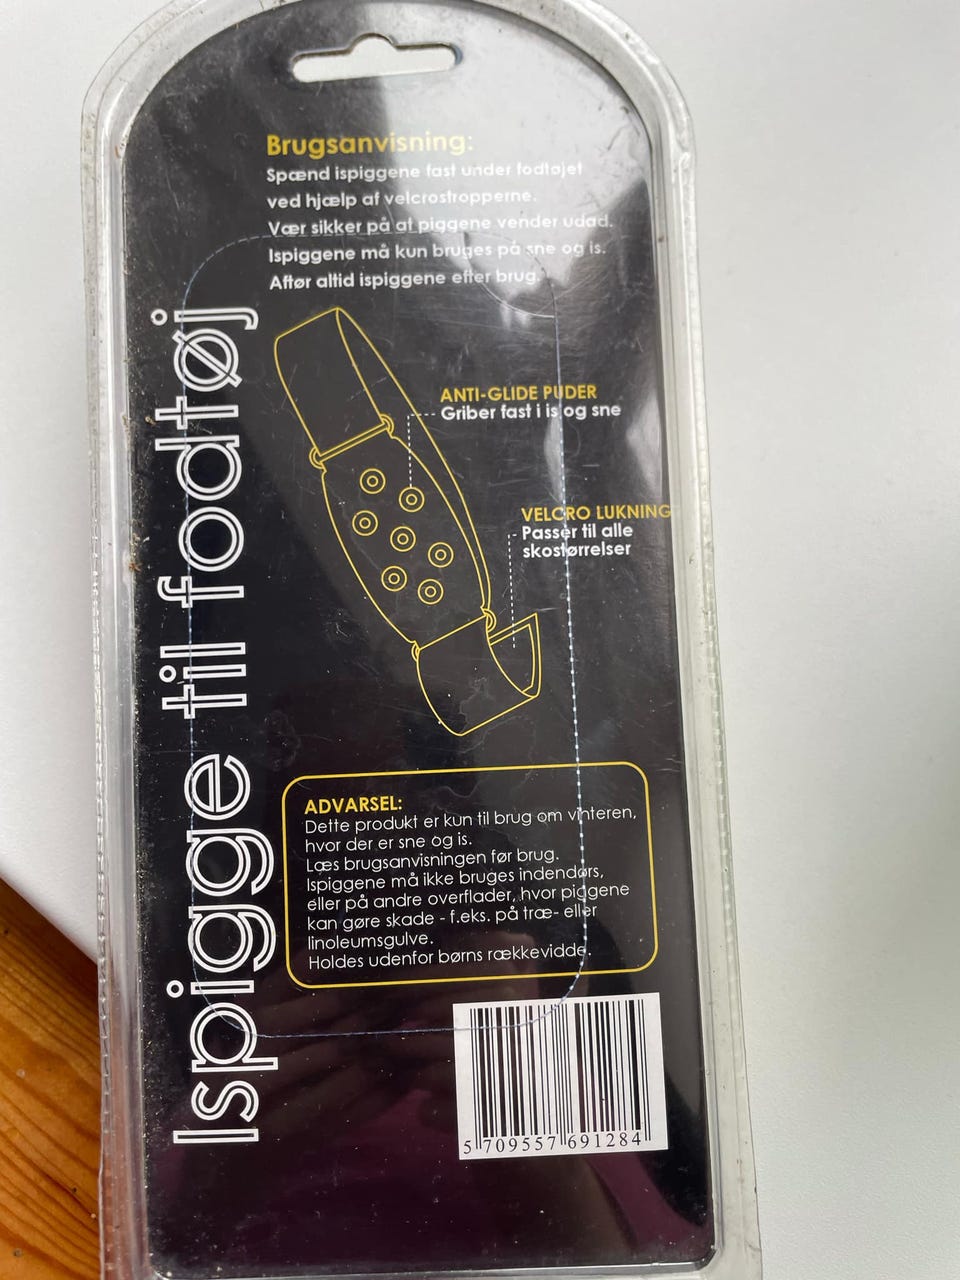 Brugsanvisning:
Spænd ispiggene fast under fodtøjet
ved hjælp af velcrostropperne.
Vær sikker på at piggene vender udad.
Ispiggene må kun bruges på sne og is.
Aftør altid ispiggene efter brug.
Ispigge til fodtøj
ANTI-GLIDE PUDER
Griber fast i is og sne
VELCRO LUKNING
Passer til alle
skostørrelser
ADVARSEL:
Dette produkt er kun til brug om vinteren,
hvor der er sne og is.
Læs brugsanvisningen før brug.
Ispiggene må ikke bruges indendørs,
eller på andre overflader, hvor piggene
kan gøre skade - f.eks. på træ- eller
linoleumsgulve.
Holdes udenfor børns rækkevidde.
5 709557 691284